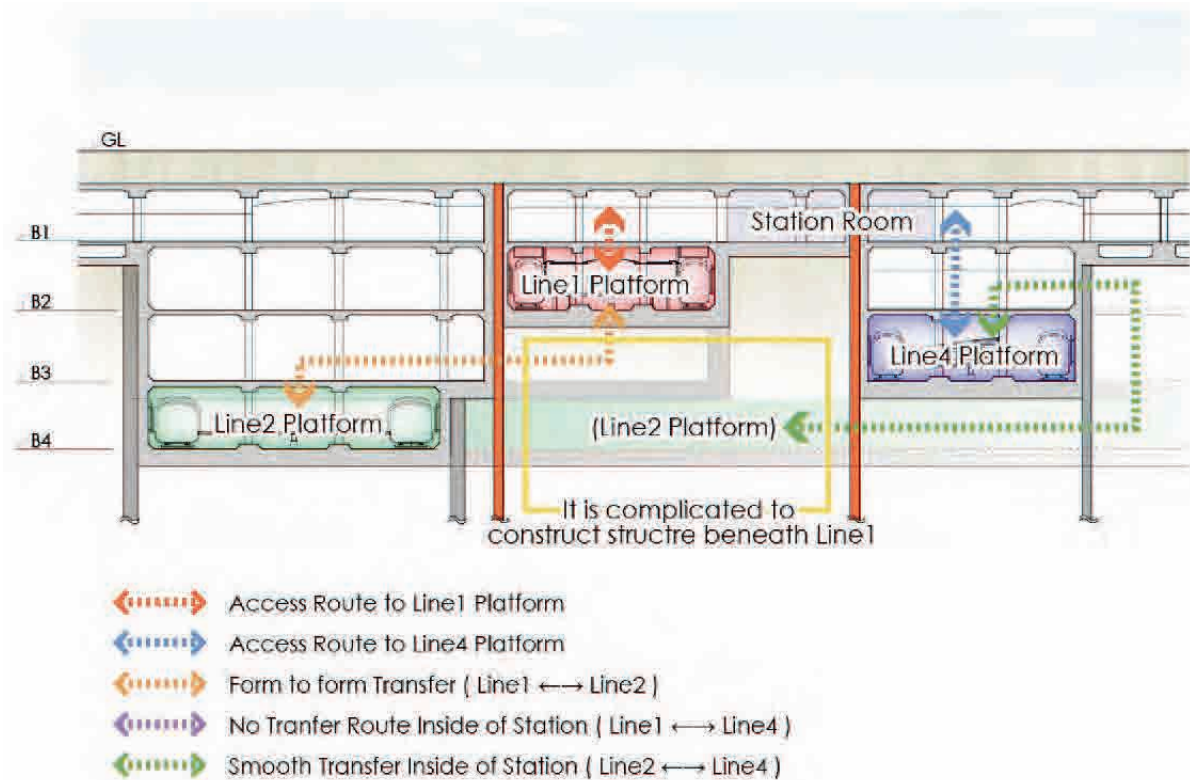 GL
B1
Station Room
B2
Line1 Platform
B3
Line4 Platform
Line2 Platform
(Line2 Platform)
B4
It is complicated to
construct structre beneath Line1
Access Route to Line1 Platform
Access Route to Line4 Platform
Form to form Transfer ( Line1 ←→ Line2 )
No Tranfer Route Inside of Station ( Line1 ←→ Line4 )
Smooth Transfer Inside of Station ( Line2 ←→ Line4 )